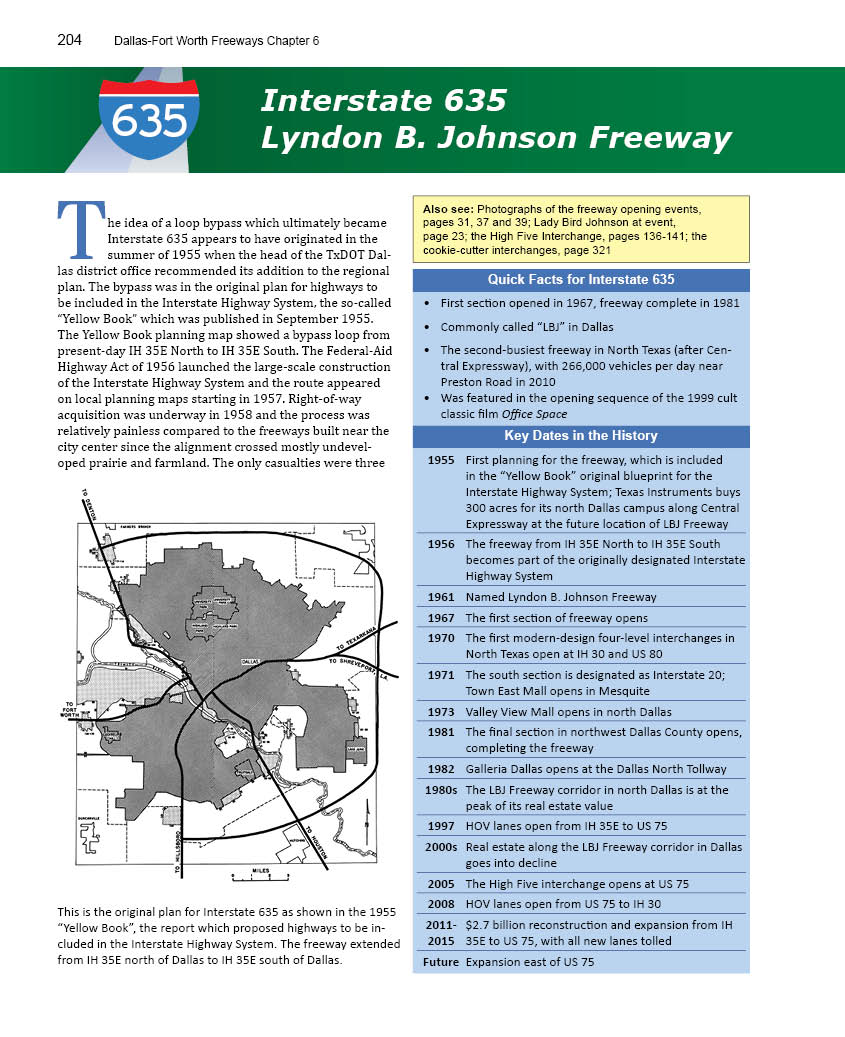 204 Dallas-Fort Worth Freeways Chapter 6
635
Interstate 635
Lyndon B. Johnson Freeway
The idea of a loop bypass which ultimately became
Interstate 635 appears to have originated in the
summer of 1955 when the head of the TxDOT Dal-
las district office recommended its addition to the regional
plan. The bypass was in the original plan for highways to
be included in the Interstate Highway System, the so-called
“Yellow Book” which was published in September 1955.
The Yellow Book planning map showed a bypass loop from
present-day IH 35E North to IH 35E South. The Federal-Aid
Highway Act of 1956 launched the large-scale construction
of the Interstate Highway System and the route appeared
on local planning maps starting in 1957. Right-of-way
acquisition was underway in 1958 and the process was
relatively painless compared to the freeways built near the
city center since the alignment crossed mostly undevel-
oped prairie and farmland. The only casualties were three
TO DENTON
FARMERS BRANCH
UNIVERSITY
PARK
HIGHLAND
PARK
DALLAS
TO TEXARKANA
TO SHREVEPORT, LA.
TRINITY RIVER
TO
FORT
WORTH
DUNCANVILLE
HUTCHINS
TO HILLSBORO
TO HOUSTON
MILES
This is the original plan for Interstate 635 as shown in the 1955
“Yellow Book”, the report which proposed highways to be in-
cluded in the Interstate Highway System. The freeway extended
from IH 35E north of Dallas to IH 35E south of Dallas.
Also see: Photographs of the freeway opening events,
pages 31, 37 and 39; Lady Bird Johnson at event,
page 23; the High Five Interchange, pages 136-141; the
cookie-cutter interchanges, page 321
Quick Facts for Interstate 635
• First section opened in 1967, freeway complete in 1981
• Commonly called “LBJ” in Dallas
• The second-busiest freeway in North Texas (after Cen-
tral Expressway), with 266,000 vehicles per day near
Preston Road in 2010
• Was featured in the opening sequence of the 1999 cult
classic film Office Space
Key Dates in the History
1955 First planning for the freeway, which is included
in the “Yellow Book” original blueprint for the
Interstate Highway System; Texas Instruments buys
300 acres for its north Dallas campus along Central
Expressway at the future location of LBJ Freeway
1956 The freeway from IH 35E North to IH 35E South
becomes part of the originally designated Interstate
Highway System
1961 Named Lyndon B. Johnson Freeway
1967 The first section of freeway opens
1970 The first modern-design four-level interchanges in
North Texas open at IH 30 and US 80
1971 The south section is designated as Interstate 20;
Town East Mall opens in Mesquite
1973 Valley View Mall opens in north Dallas
1981 The final section in northwest Dallas County opens,
completing the freeway
1982 Galleria Dallas opens at the Dallas North Tollway
1980s The LBJ Freeway corridor in north Dallas is at the
peak of its real estate value
1997 HOV lanes open from IH 35E to US 75
2000s Real estate along the LBJ Freeway corridor in Dallas
goes into decline
2005 The High Five interchange opens at US 75
2008 HOV lanes open from US 75 to IH 30
2011- $2.7 billion reconstruction and expansion from IH
2015 35E to US 75, with all new lanes tolled
Future Expansion east of US 75